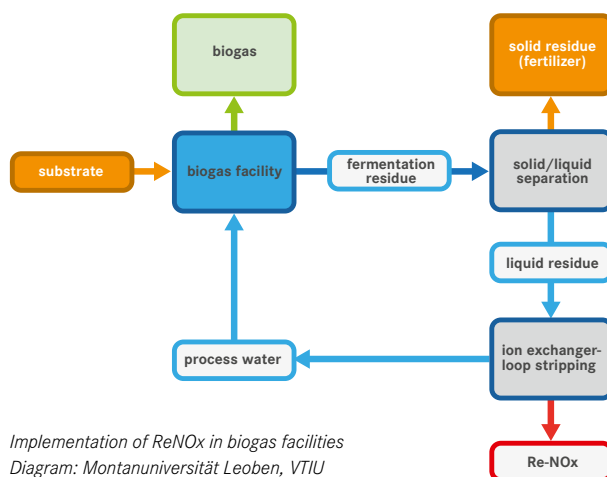 biogas
solid residue
(fertilizer)
substrate
biogas facility
fermentation
residue
solid/liquid
separation
liquid residue
process water
ion exchanger-
loop stripping
Re-NOx
Implementation of ReNOx in biogas facilities
Diagram: Montanuniversität Leoben, VTIU